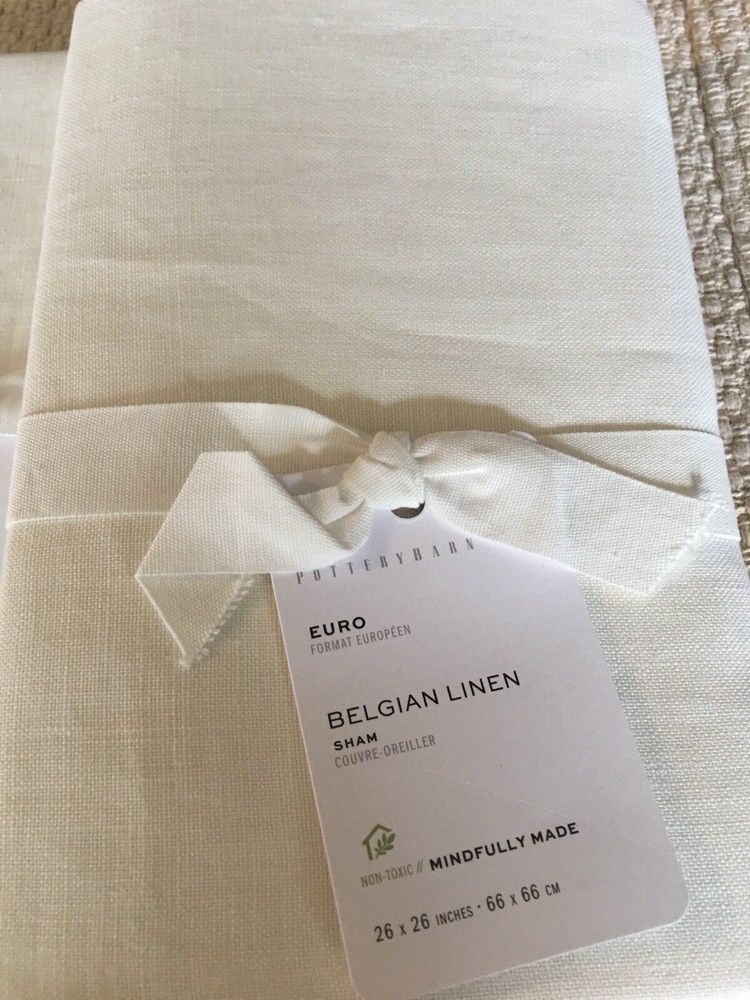 POTTERYBARN
EURO
FORMAT EUROPÉEN
BELGIAN LINEN
SHAM
COUVRE-OREILLER
NON-TOXIC // MINDFULLY MADE
26 x 26 INCHES · 66 x 66 CM